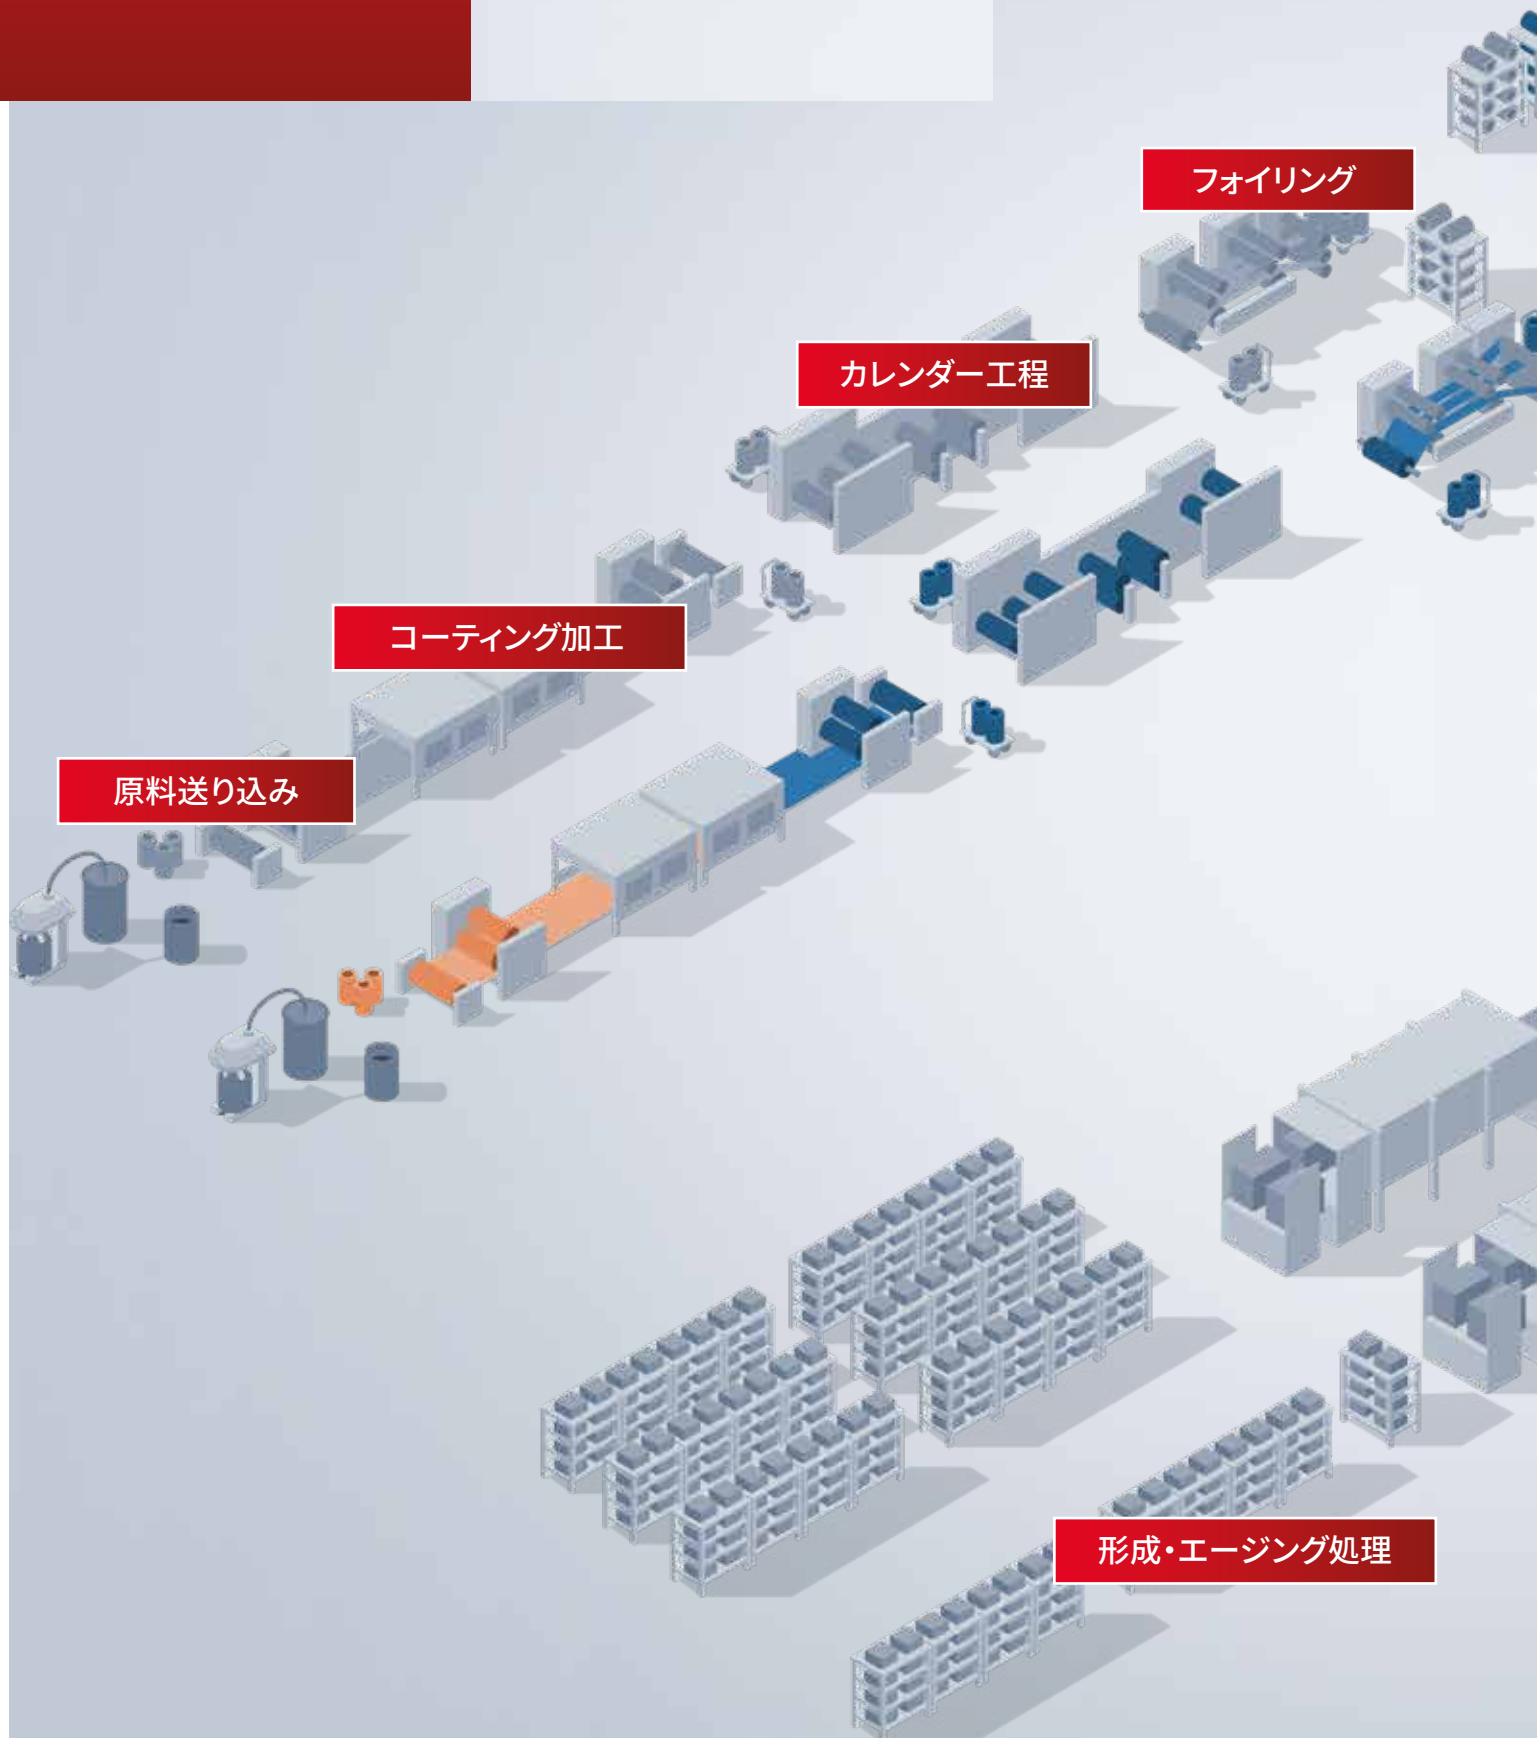 フォイリング
カレンダー工程
コーティング加工
原料送り込み
形成・エージング処理